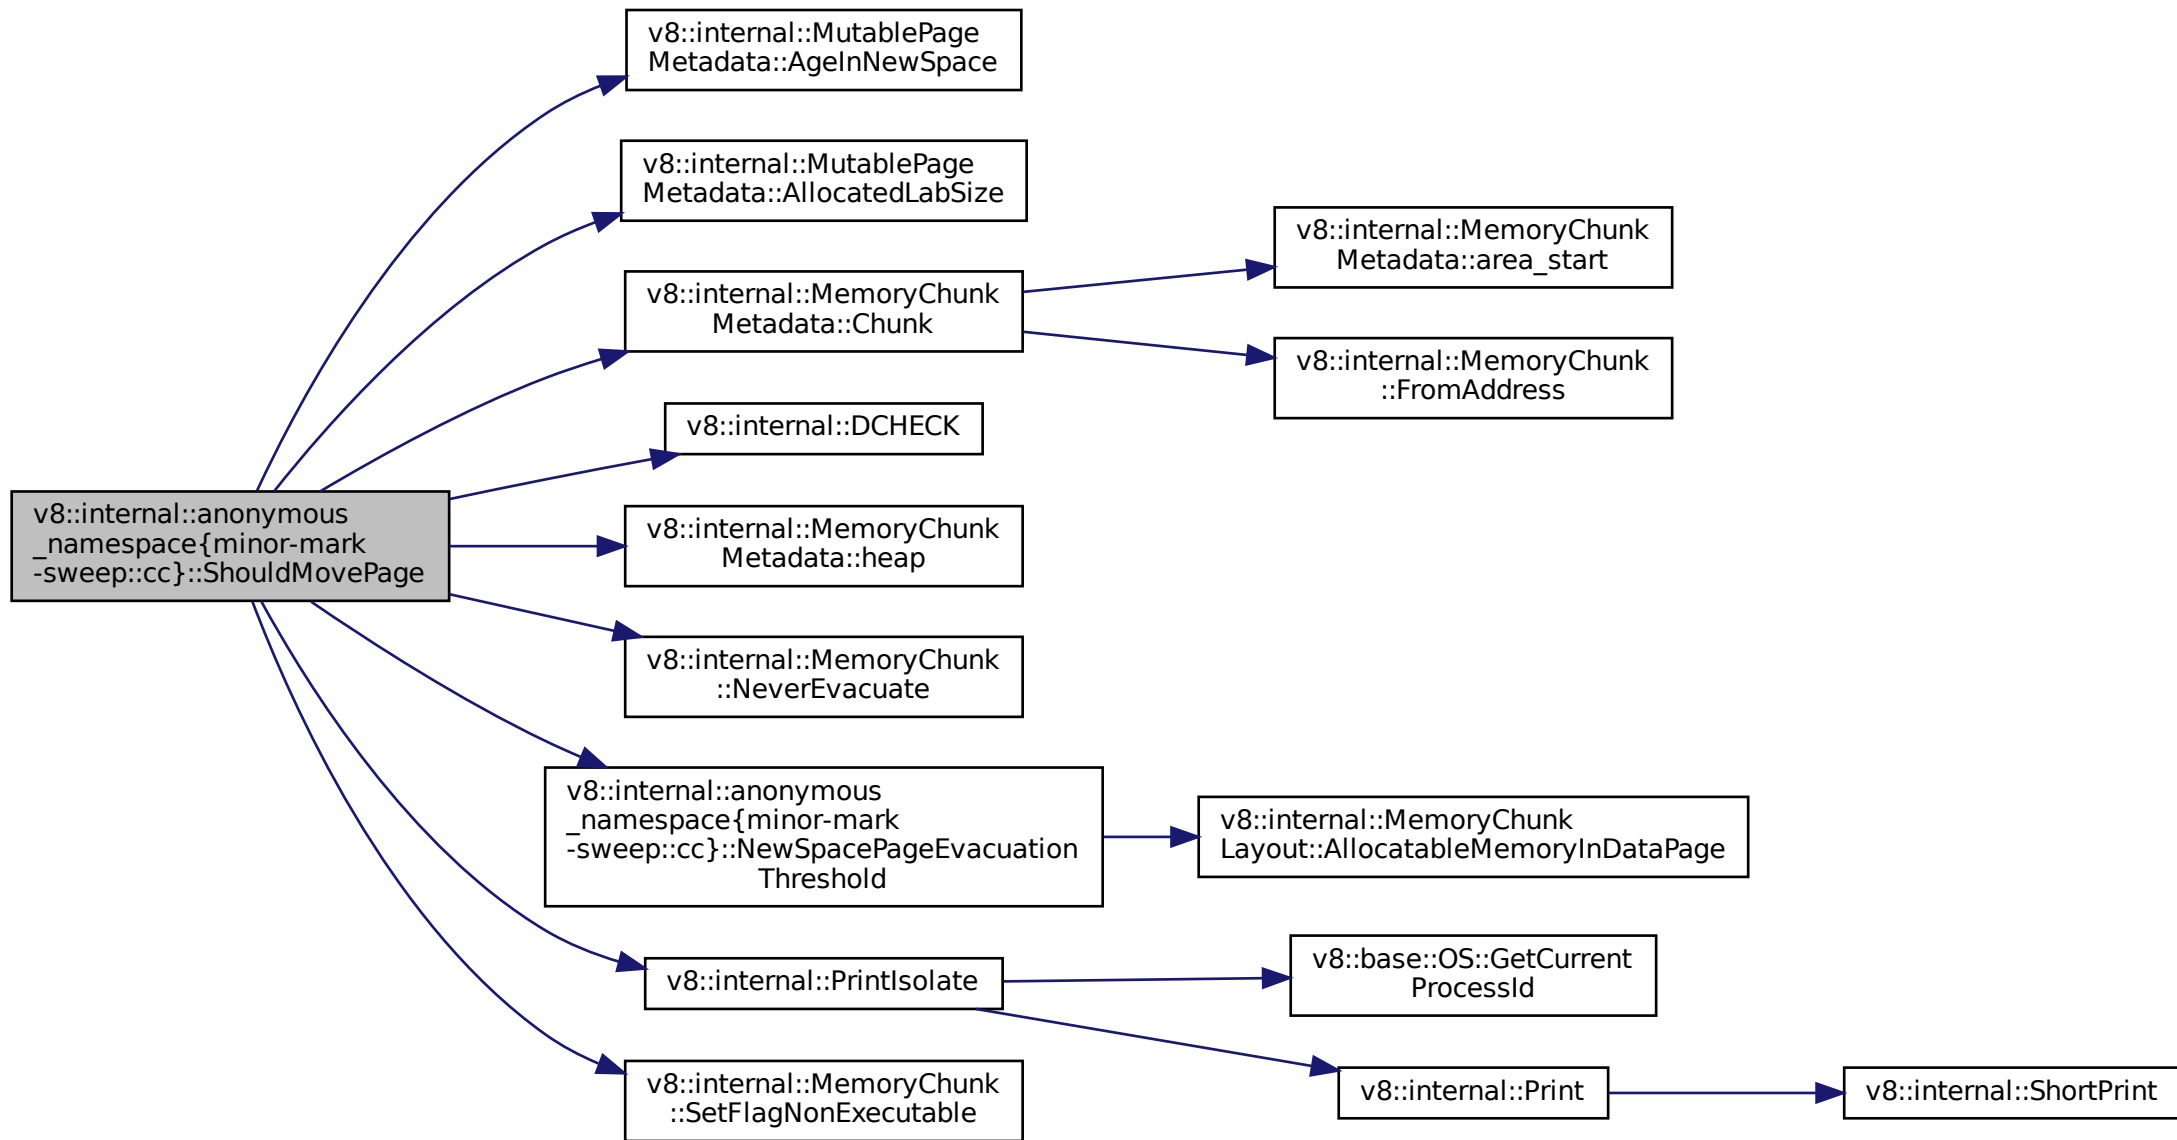 v8::internal::MutablePage
Metadata::AgeInNewSpace
v8::internal::MutablePage
Metadata::AllocatedLabSize
v8::internal::MemoryChunk
Metadata::area_start
v8::internal::MemoryChunk
Metadata::Chunk
v8::internal::MemoryChunk
::FromAddress
v8::internal::DCHECK
v8::internal::anonymous
_namespace{minor-mark
-sweep::cc}::ShouldMovePage
v8::internal::MemoryChunk
Metadata::heap
v8::internal::MemoryChunk
::NeverEvacuate
v8::internal::anonymous
_namespace{minor-mark
-sweep::cc}::NewSpacePageEvacuation
Threshold
v8::internal::MemoryChunk
Layout::AllocatableMemoryInDataPage
v8::internal::PrintIsolate
v8::base::OS::GetCurrent
ProcessId
v8::internal::Print
v8::internal::ShortPrint
v8::internal::MemoryChunk
::SetFlagNonExecutable